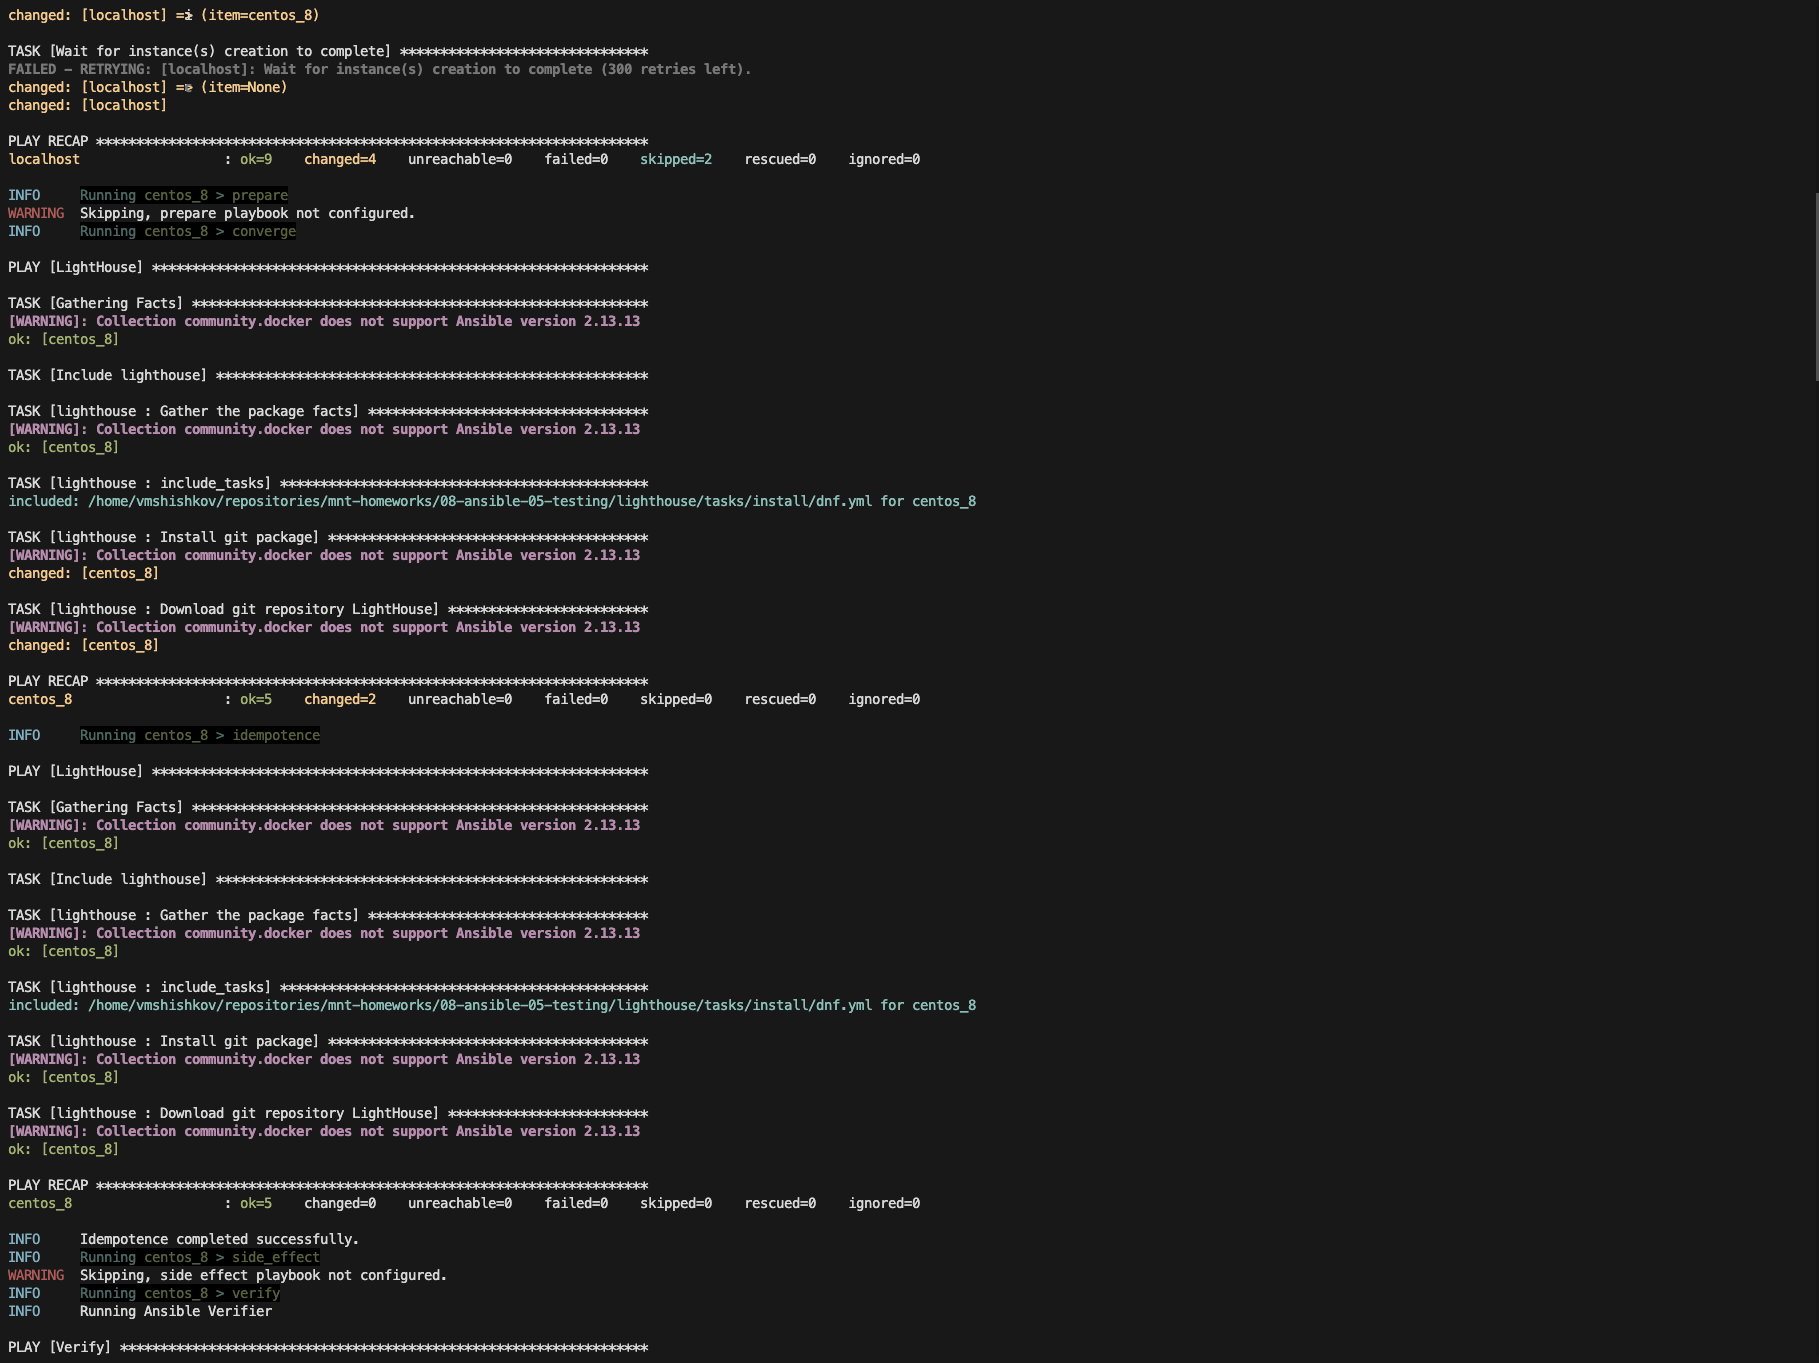 changed: [localhost] => (item=centos_8)
TASK [Wait for instance(s) creation to complete] *******************************
FAILED - RETRYING: [localhost]: Wait for instance(s) creation to complete (300 retries left).
changed: [localhost] => (item=None)
changed: [localhost]
PLAY RECAP *********************************************************************
localhost                  : ok=9    changed=4    unreachable=0    failed=0    skipped=2    rescued=0    ignored=0
INFO     Running centos_8 > prepare
WARNING  Skipping, prepare playbook not configured.
INFO     Running centos_8 > converge
PLAY [LightHouse] **************************************************************
TASK [Gathering Facts] *********************************************************
[WARNING]: Collection community.docker does not support Ansible version 2.13.13
ok: [centos_8]
TASK [Include lighthouse] ******************************************************
TASK [lighthouse : Gather the package facts] ***********************************
[WARNING]: Collection community.docker does not support Ansible version 2.13.13
ok: [centos_8]
TASK [lighthouse : include_tasks] **********************************************
included: /home/vmshishkov/repositories/mnt-homeworks/08-ansible-05-testing/lighthouse/tasks/install/dnf.yml for centos_8
TASK [lighthouse : Install git package] ****************************************
[WARNING]: Collection community.docker does not support Ansible version 2.13.13
changed: [centos_8]
TASK [lighthouse : Download git repository LightHouse] *************************
[WARNING]: Collection community.docker does not support Ansible version 2.13.13
changed: [centos_8]
PLAY RECAP *********************************************************************
centos_8                   : ok=5    changed=2    unreachable=0    failed=0    skipped=0    rescued=0    ignored=0
INFO     Running centos_8 > idempotence
PLAY [LightHouse] **************************************************************
TASK [Gathering Facts] *********************************************************
[WARNING]: Collection community.docker does not support Ansible version 2.13.13
ok: [centos_8]
TASK [Include lighthouse] ******************************************************
TASK [lighthouse : Gather the package facts] ***********************************
[WARNING]: Collection community.docker does not support Ansible version 2.13.13
ok: [centos_8]
TASK [lighthouse : include_tasks] **********************************************
included: /home/vmshishkov/repositories/mnt-homeworks/08-ansible-05-testing/lighthouse/tasks/install/dnf.yml for centos_8
TASK [lighthouse : Install git package] ****************************************
[WARNING]: Collection community.docker does not support Ansible version 2.13.13
ok: [centos_8]
TASK [lighthouse : Download git repository LightHouse] *************************
[WARNING]: Collection community.docker does not support Ansible version 2.13.13
ok: [centos_8]
PLAY RECAP *********************************************************************
centos_8                   : ok=5    changed=0    unreachable=0    failed=0    skipped=0    rescued=0    ignored=0
INFO     Idempotence completed successfully.
INFO     Running centos_8 > side_effect
WARNING  Skipping, side effect playbook not configured.
INFO     Running centos_8 > verify
INFO     Running Ansible Verifier
PLAY [Verify] ******************************************************************